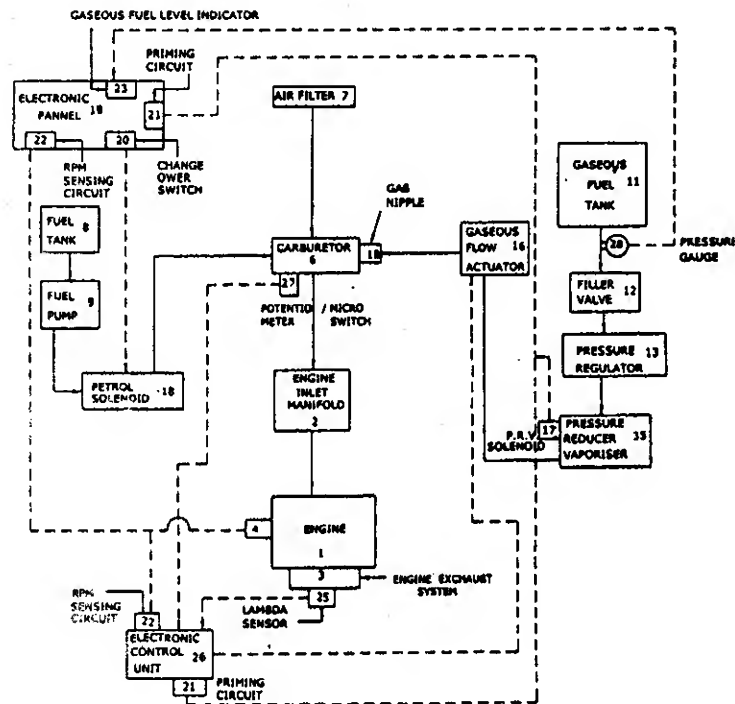 GASEOUS FUEL LEVEL INDICATOR
PRIMING
CIRCUIT
23
ELECTRONIC
PANNEL 19
21
22
20
RPM
SENSING
CIRCUIT
CHANGE
OWER
SWITCH
AIR FILTER 7
GAS
NIPPLE
GASEOUS
FUEL 11
TANK
FUEL
TANK 8
CARBURETOR
6
18
GASEOUS
FLOW 16
ACTUATOR
28
PRESSURE
GAUGE
27
FUEL
PUMP 9
POTENTIO / MICRO
METER SWITCH
FILLER
VALVE 12
PRESSURE 13
REGULATOR
PETROL
SOLENOID 18
ENGINE
INLET
MANIFOLD
2
17
P.R.V.
SOLENOID
PRESSURE
REDUCER 15
VAPORISER
4
ENGINE
1
3
ENGINE EXHAUST
SYSTEM
25
LAMBDA
SENSOR
RPM
SENSING
CIRCUIT
22
ELECTRONIC
CONTROL
UNIT 26
21
PRIMING
CIRCUIT